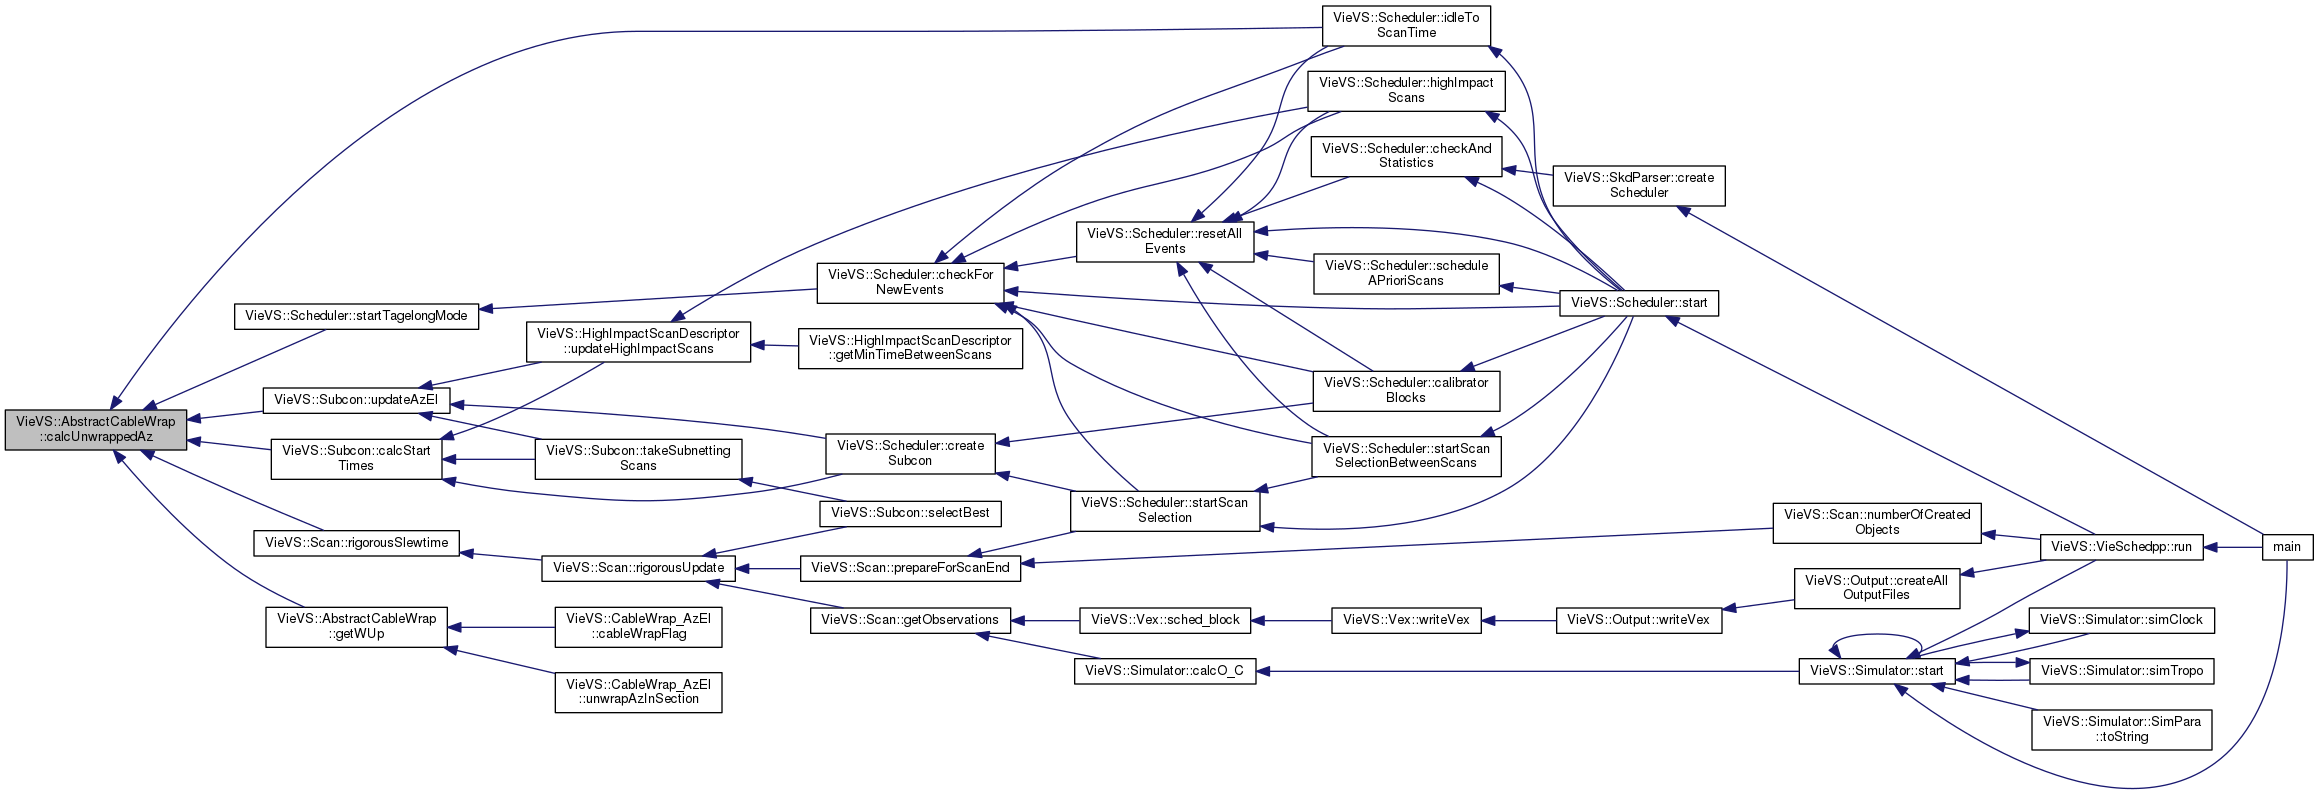 VieVS::Scheduler::idleTo
ScanTime
VieVS::Scheduler::highImpact
Scans
VieVS::Scheduler::checkAnd
Statistics
VieVS::SkdParser::create
Scheduler
VieVS::Scheduler::resetAll
Events
VieVS::Scheduler::checkFor
NewEvents
VieVS::Scheduler::schedule
APrioriScans
VieVS::Scheduler::start
VieVS::Scheduler::startTagelongMode
VieVS::HighImpactScanDescriptor
::updateHighImpactScans
VieVS::HighImpactScanDescriptor
::getMinTimeBetweenScans
VieVS::Scheduler::calibrator
Blocks
VieVS::Subcon::updateAzEl
VieVS::AbstractCableWrap
::calcUnwrappedAz
VieVS::Subcon::calcStart
Times
VieVS::Subcon::takeSubnetting
Scans
VieVS::Scheduler::create
Subcon
VieVS::Scheduler::startScan
SelectionBetweenScans
VieVS::Subcon::selectBest
VieVS::Scheduler::startScan
Selection
VieVS::Scan::numberOfCreated
Objects
VieVS::Scan::rigorousSlewtime
VieVS::Scan::rigorousUpdate
VieVS::Scan::prepareForScanEnd
VieVS::VieSchedpp::run
main
VieVS::Output::createAll
OutputFiles
VieVS::AbstractCableWrap
::getWUp
VieVS::CableWrap_AzEl
::cableWrapFlag
VieVS::Scan::getObservations
VieVS::Vex::sched_block
VieVS::Vex::writeVex
VieVS::Output::writeVex
VieVS::Simulator::simClock
VieVS::CableWrap_AzEl
::unwrapAzInSection
VieVS::Simulator::calcO_C
VieVS::Simulator::start
VieVS::Simulator::simTropo
VieVS::Simulator::SimPara
::toString